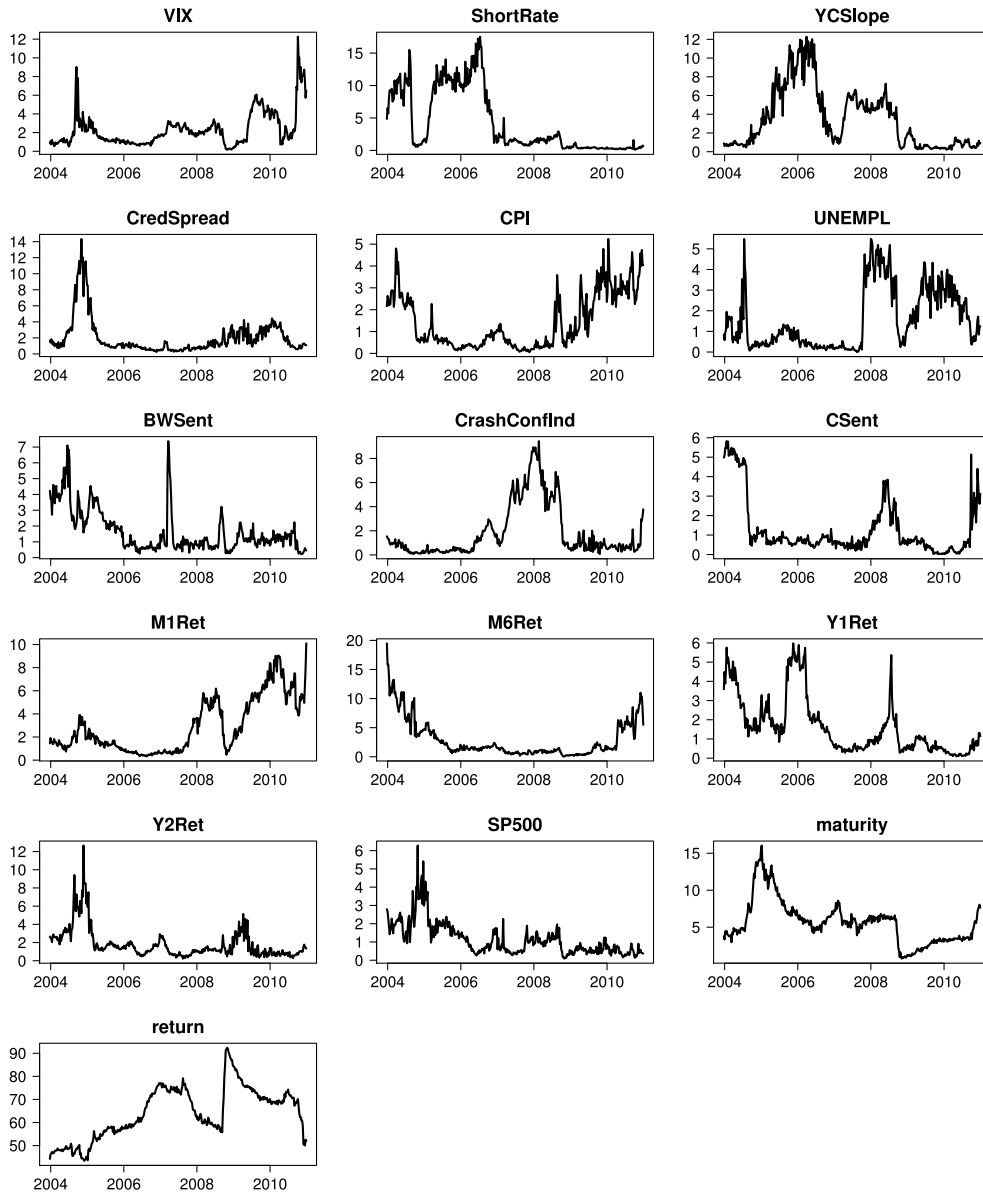 VIX ShortRate YCSlope
12 10 8 6 4 2 0
15 10 5 0
12 10 8 6 4 2 0
2004 2006 2008 2010 2004 2006 2008 2010 2004 2006 2008 2010
CredSpread CPI UNEMPL
14 12 10 8 6 4 2 0
5 4 3 2 1 0
5 4 3 2 1 0
2004 2006 2008 2010 2004 2006 2008 2010 2004 2006 2008 2010
BWSent CrashConfInd CSent
7 6 5 4 3 2 1 0
8 6 4 2 0
6 5 4 3 2 1 0
2004 2006 2008 2010 2004 2006 2008 2010 2004 2006 2008 2010
M1Ret M6Ret Y1Ret
10 8 6 4 2 0
20 15 10 5 0
6 5 4 3 2 1 0
2004 2006 2008 2010 2004 2006 2008 2010 2004 2006 2008 2010
Y2Ret SP500 maturity
12 10 8 6 4 2 0
6 5 4 3 2 1 0
15 10 5
2004 2006 2008 2010 2004 2006 2008 2010 2004 2006 2008 2010
return
90 80 70 60 50
2004 2006 2008 2010